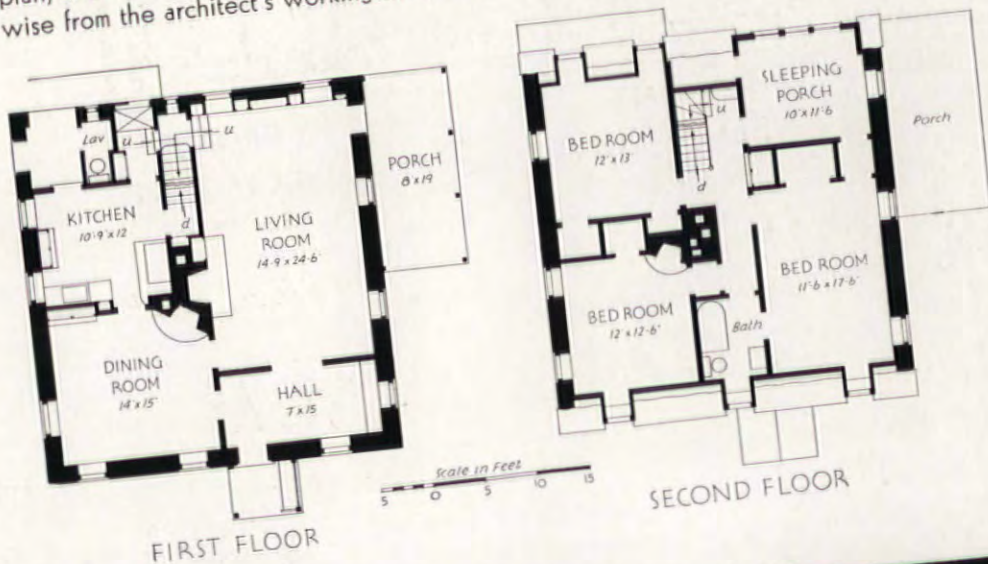 wise from the architect's working
Lav
u
u
KITCHEN
10'-9"x12
d
LIVING
ROOM
14'-9 x 24'-6"
PORCH
8 x 19
DINING
ROOM
14'x15'
HALL
7 x 15
FIRST FLOOR
Scale in Feet
5 0 5 10 15
BED ROOM
12' x 13'
u
d
SLEEPING
PORCH
10'x 11'-6
Porch
BED ROOM
12' x 12'-6"
Bath
BED ROOM
11'-6 x 17'-6"
SECOND FLOOR